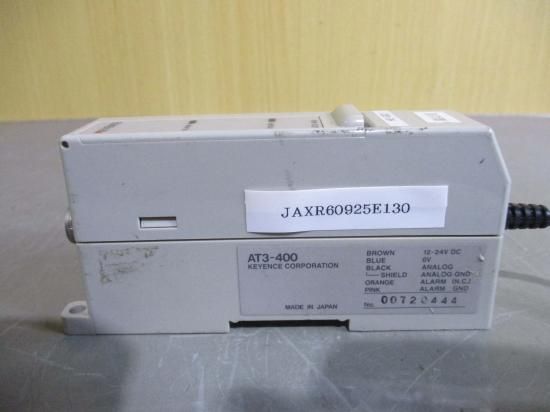 JAXR60925E130
AT3-400
KEYENCE CORPORATION
MADE IN JAPAN
BROWN 12-24V DC
BLUE 0V
BLACK ANALOG
SHIELD ANALOG GND
ORANGE ALARM (N.C.)
PINK ALARM GND
No. 00720444